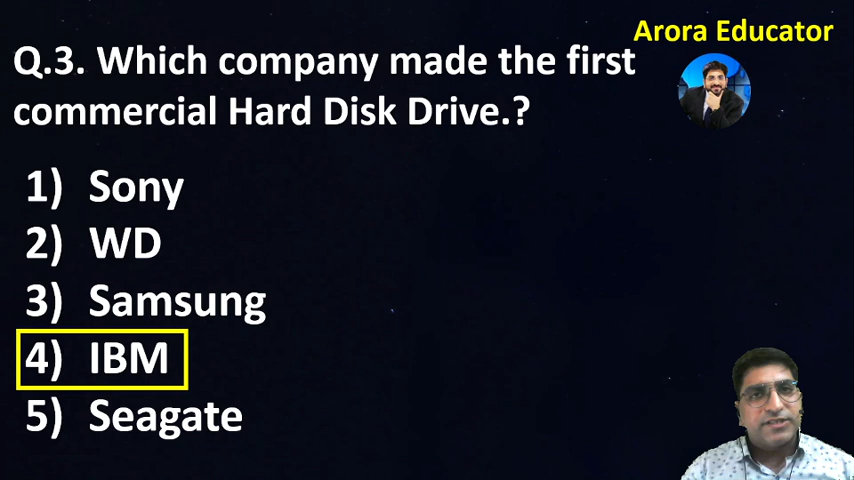 Arora Educator
Q.3. Which company made the first
commercial Hard Disk Drive.?
1) Sony
2) WD
3) Samsung
4) IBM
5) Seagate